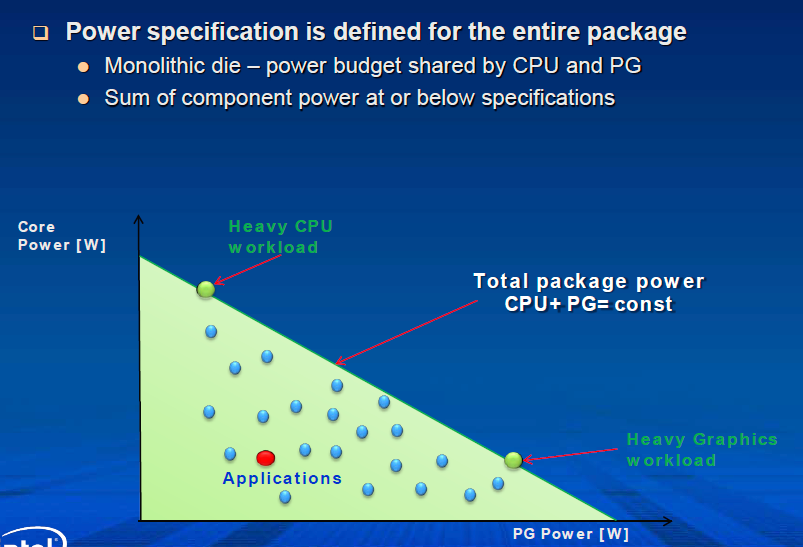 Power specification is defined for the entire package
Monolithic die – power budget shared by CPU and PG
Sum of component power at or below specifications
Core
Power [W]
Heavy CPU
workload
Total package power
CPU+ PG= const
Heavy Graphics
workload
Applications
PG Power [W]